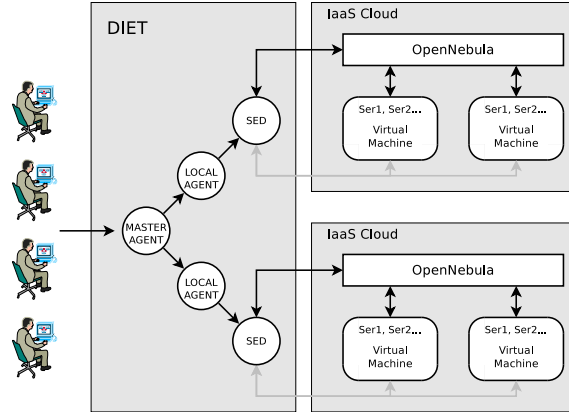 DIET
IaaS Cloud
OpenNebula
Ser1, Ser2...
Virtual
Machine
Ser1, Ser2...
Virtual
Machine
SED
LOCAL
AGENT
MASTER
AGENT
LOCAL
AGENT
SED
IaaS Cloud
OpenNebula
Ser1, Ser2...
Virtual
Machine
Ser1, Ser2...
Virtual
Machine